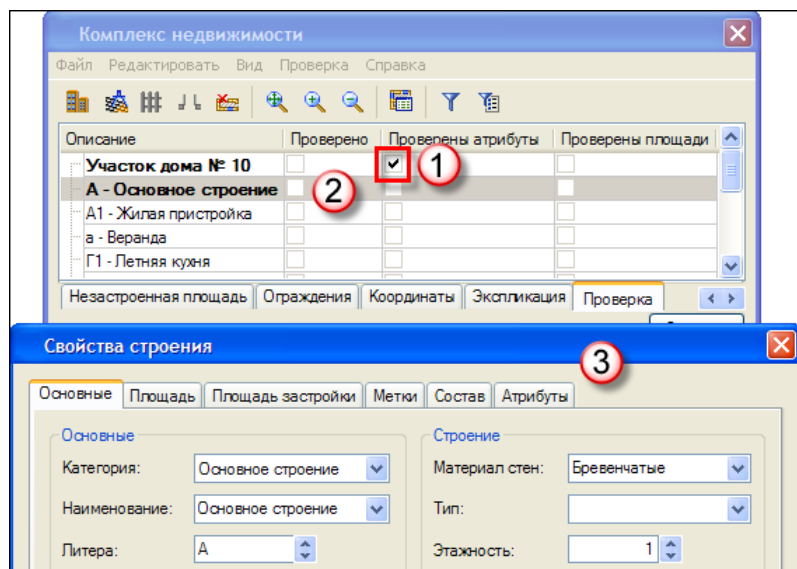 Комплекс недвижимости
Файл Редактировать Вид Проверка Справка
Описание Проверено Проверены атрибуты Проверены площади
Участок дома № 10 1
А - Основное строение 2
А1 - Жилая пристройка
а - Веранда
Г1 - Летняя кухня
Незастроенная площадь Ограждения Координаты Экспликация Проверка
Свойства строения
3
Основные Площадь Площадь застройки Метки Состав Атрибуты
Основные Строение
Категория: Основное строение Материал стен: Бревенчатые
Наименование: Основное строение Тип:
Литера: А Этажность: 1